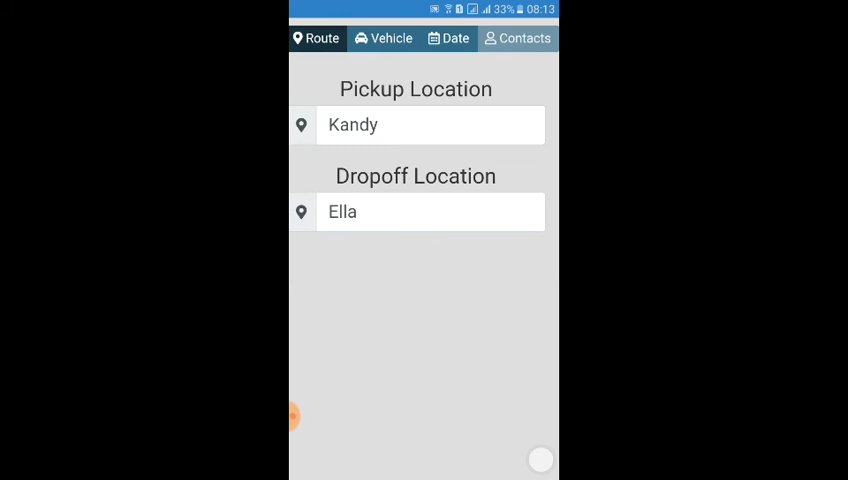 33% 08:13
Route Vehicle Date Contacts
Pickup Location
Kandy
Dropoff Location
Ella